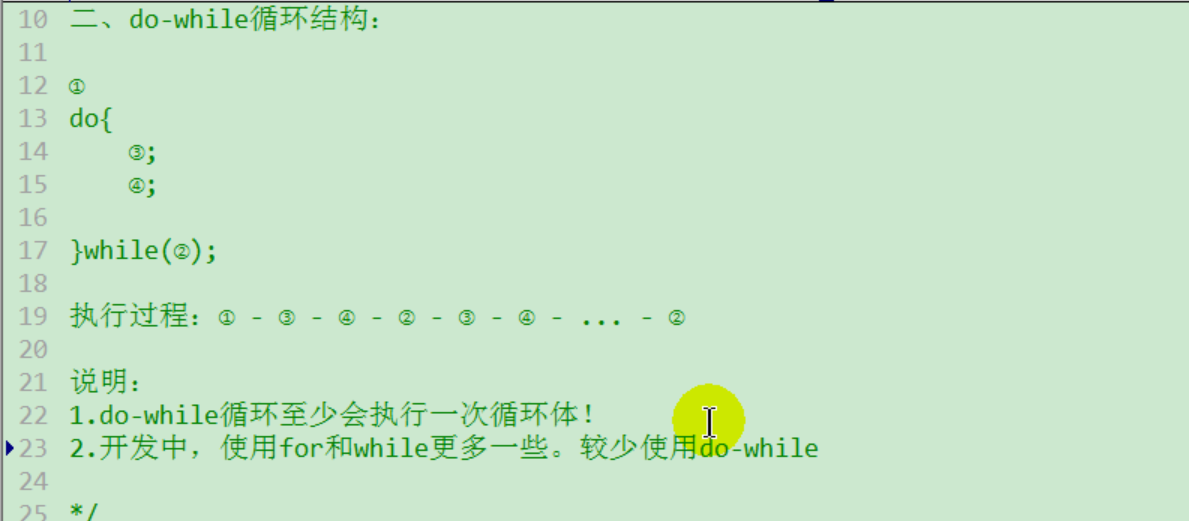 10 二、do-while循环结构:
11
12 ①
13 do{
14 ③;
15 ④;
16
17 }while(②);
18
19 执行过程: ① - ③ - ④ - ② - ③ - ④ - ... - ②
20
21 说明:
22 1.do-while循环至少会执行一次循环体!
23 2.开发中，使用for和while更多一些。较少使用do-while
24
25 */